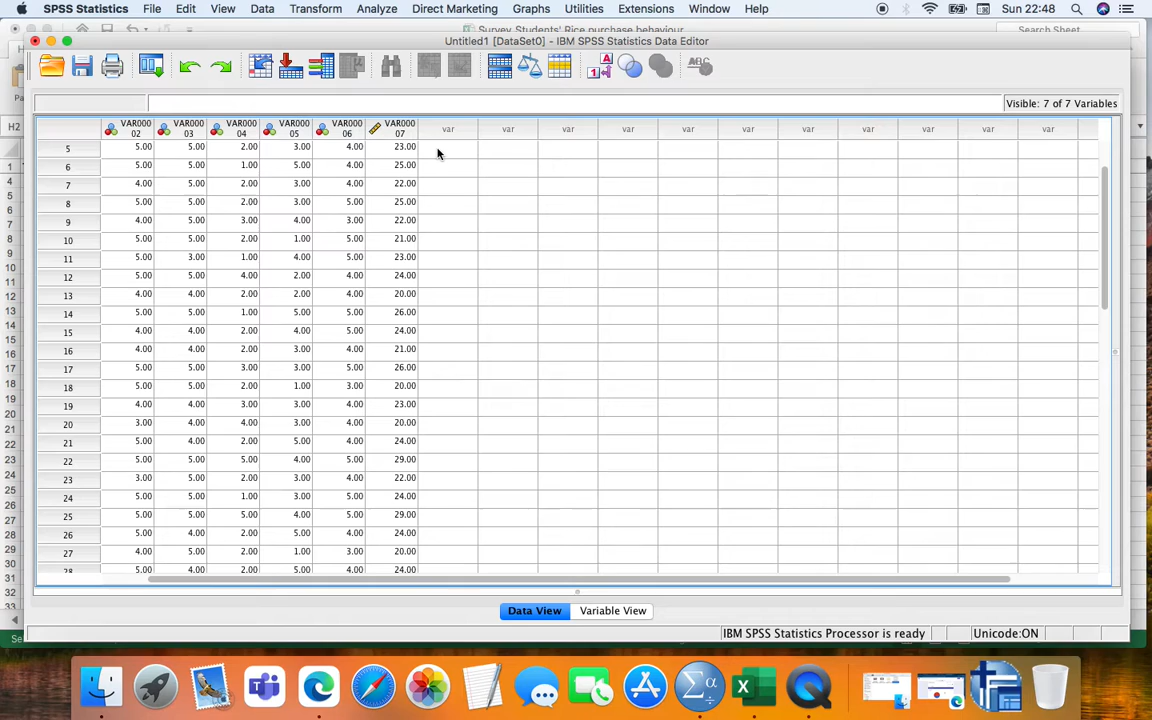 SPSS Statistics File Edit View Data Transform Analyze Direct Marketing Graphs Utilities Extensions Window Help Sun 22:48
Survey Students' Rice purchase behaviour
Search Sheet
Untitled1 [DataSet0] - IBM SPSS Statistics Data Editor
Visible: 7 of 7 Variables
VAR00002 VAR00003 VAR00004 VAR00005 VAR00006 VAR00007 var var var var var var var var var var var
5 5.00 5.00 2.00 3.00 4.00 23.00
6 5.00 5.00 1.00 5.00 4.00 25.00
7 4.00 5.00 2.00 3.00 4.00 22.00
8 5.00 5.00 2.00 3.00 5.00 25.00
9 4.00 5.00 3.00 4.00 3.00 22.00
10 5.00 5.00 2.00 1.00 5.00 21.00
11 5.00 3.00 1.00 4.00 5.00 23.00
12 5.00 5.00 4.00 2.00 4.00 24.00
13 4.00 4.00 2.00 2.00 4.00 20.00
14 5.00 5.00 1.00 5.00 5.00 26.00
15 4.00 4.00 2.00 4.00 5.00 24.00
16 4.00 4.00 2.00 3.00 4.00 21.00
17 5.00 5.00 3.00 3.00 5.00 26.00
18 5.00 5.00 2.00 1.00 3.00 20.00
19 4.00 4.00 3.00 3.00 4.00 23.00
20 3.00 4.00 4.00 3.00 4.00 20.00
21 5.00 4.00 2.00 5.00 4.00 24.00
22 5.00 5.00 4.00 5.00 5.00 29.00
23 3.00 5.00 2.00 3.00 4.00 22.00
24 5.00 5.00 1.00 3.00 5.00 24.00
25 5.00 5.00 5.00 4.00 5.00 29.00
26 5.00 4.00 2.00 5.00 4.00 24.00
27 4.00 5.00 2.00 1.00 3.00 20.00
28 5.00 4.00 2.00 5.00 4.00 24.00
Data View Variable View
IBM SPSS Statistics Processor is ready Unicode:ON